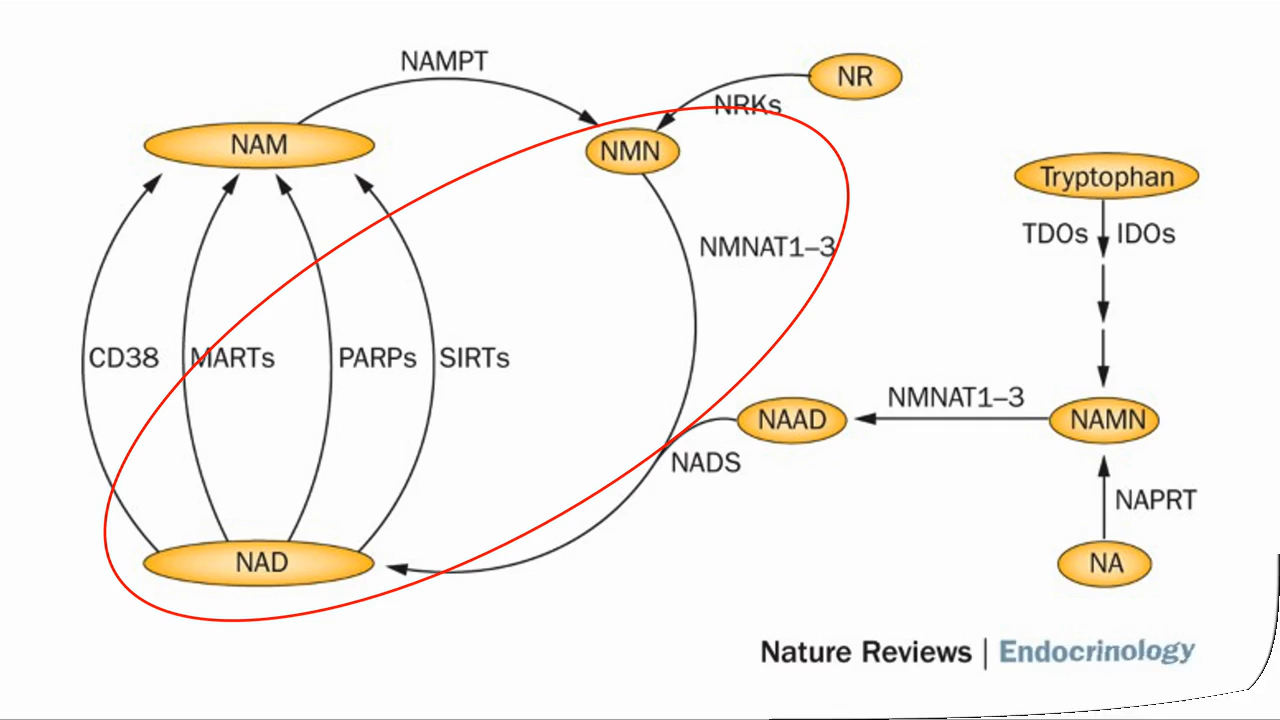 NAMPT
NR
NRKs
NAM
NMN
Tryptophan
TDOs IDOs
NMNAT1–3
CD38 MARTs PARPs SIRTs
NMNAT1–3
NAAD
NAMN
NADS
NAPRT
NAD
NA
Nature Reviews | Endocrinology